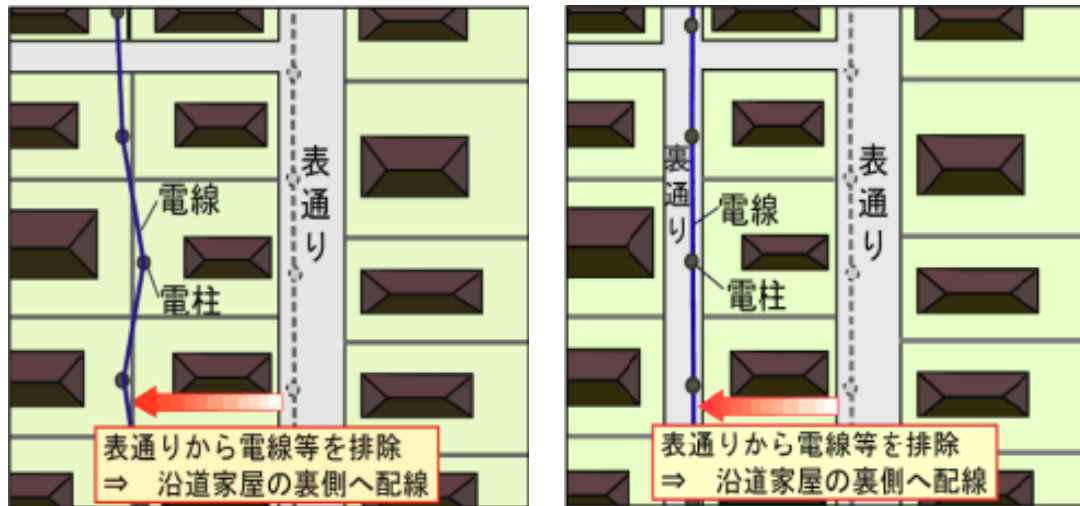 表通り
電線
電柱
表通りから電線等を排除
⇒ 沿道家屋の裏側へ配線
裏通り
表通り
電線
電柱
表通りから電線等を排除
⇒ 沿道家屋の裏側へ配線